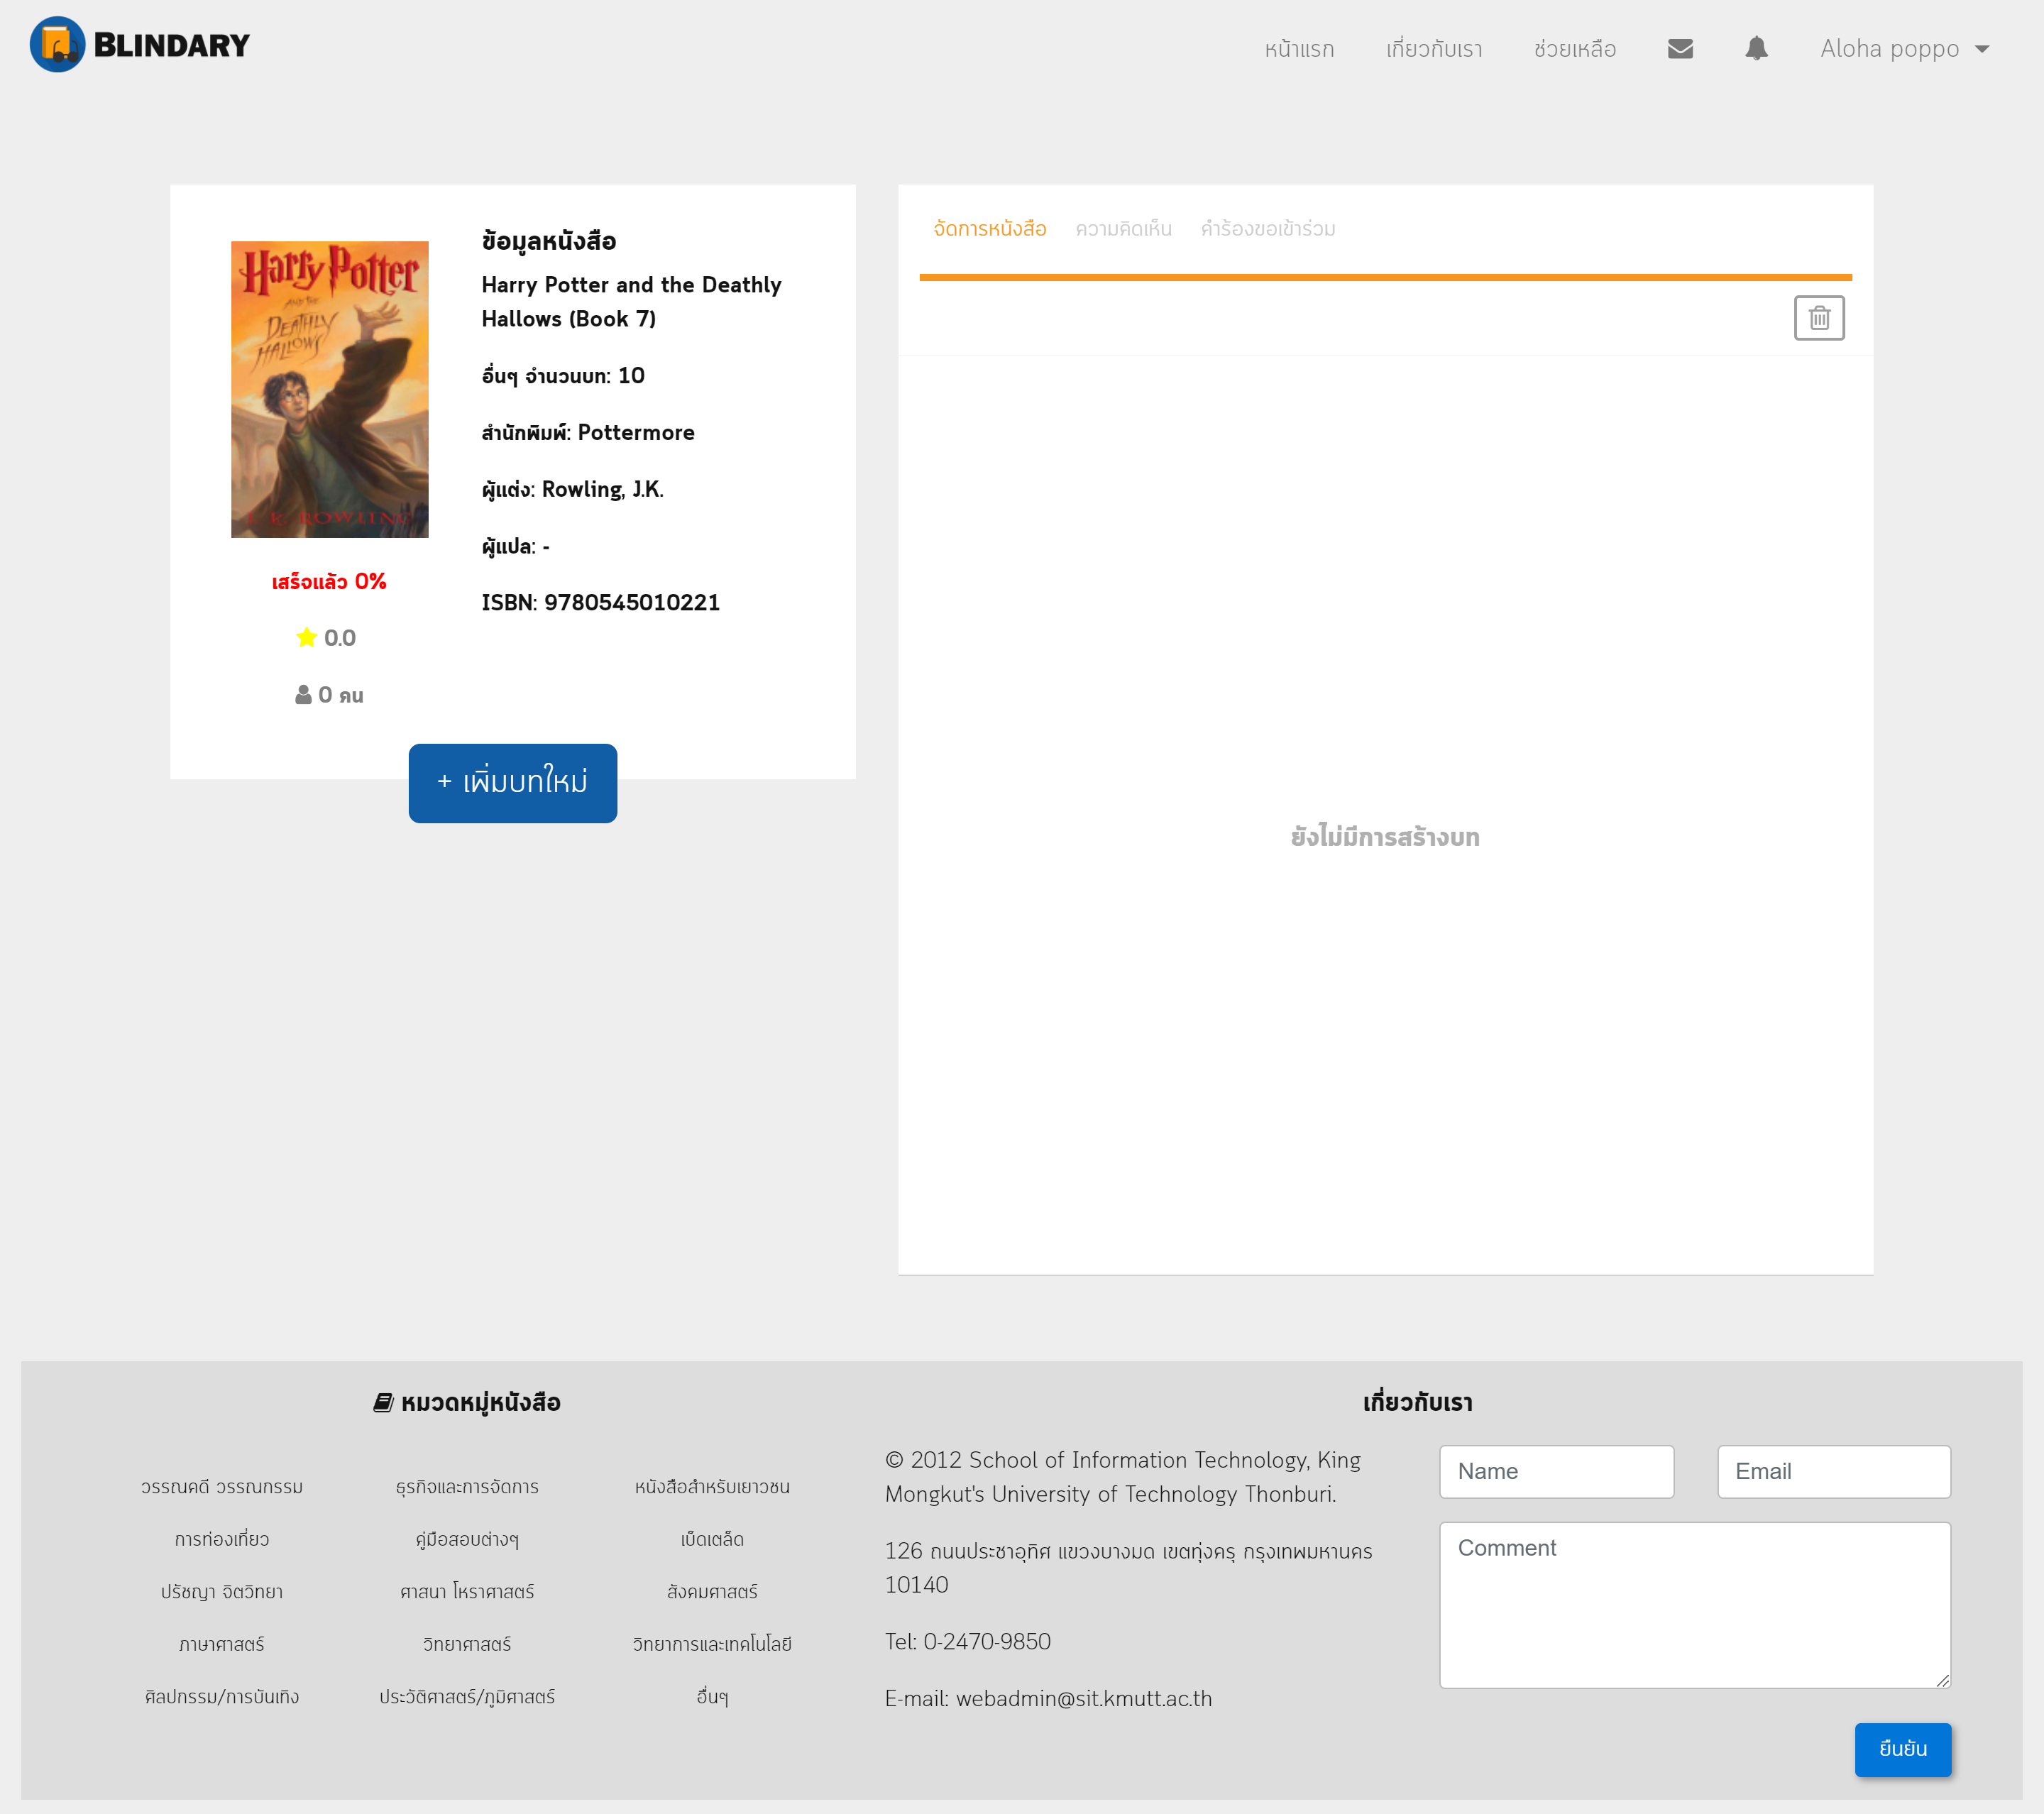 BLINDARY
หน้าแรก
เกี่ยวกับเรา
ช่วยเหลือ
Aloha poppo
Harry Potter
AND THE
DEATHLY
HALLOWS
J. K. ROWLING
เสร็จแล้ว 0%
0.0
0 คน
ข้อมูลหนังสือ
Harry Potter and the Deathly
Hallows (Book 7)
อื่นๆ จำนวนบท: 10
สำนักพิมพ์: Pottermore
ผู้แต่ง: Rowling, J.K.
ผู้แปล: -
ISBN: 9780545010221
+ เพิ่มบทใหม่
จัดการหนังสือ
ความคิดเห็น
คำร้องขอเข้าร่วม
ยังไม่มีการสร้างบท
หมวดหมู่หนังสือ
วรรณคดี วรรณกรรม
ธุรกิจและการจัดการ
หนังสือสำหรับเยาวชน
การท่องเที่ยว
คู่มือสอบต่างๆ
เบ็ดเตล็ด
ปรัชญา จิตวิทยา
ศาสนา โหราศาสตร์
สังคมศาสตร์
ภาษาศาสตร์
วิทยาศาสตร์
วิทยาการและเทคโนโลยี
ศิลปกรรม/การบันเทิง
ประวัติศาสตร์/ภูมิศาสตร์
อื่นๆ
เกี่ยวกับเรา
© 2012 School of Information Technology, King
Mongkut's University of Technology Thonburi.
126 ถนนประชาอุทิศ แขวงบางมด เขตทุ่งครุ กรุงเทพมหานคร
10140
Tel: 0-2470-9850
E-mail: webadmin@sit.kmutt.ac.th
Name
Email
Comment
ยืนยัน